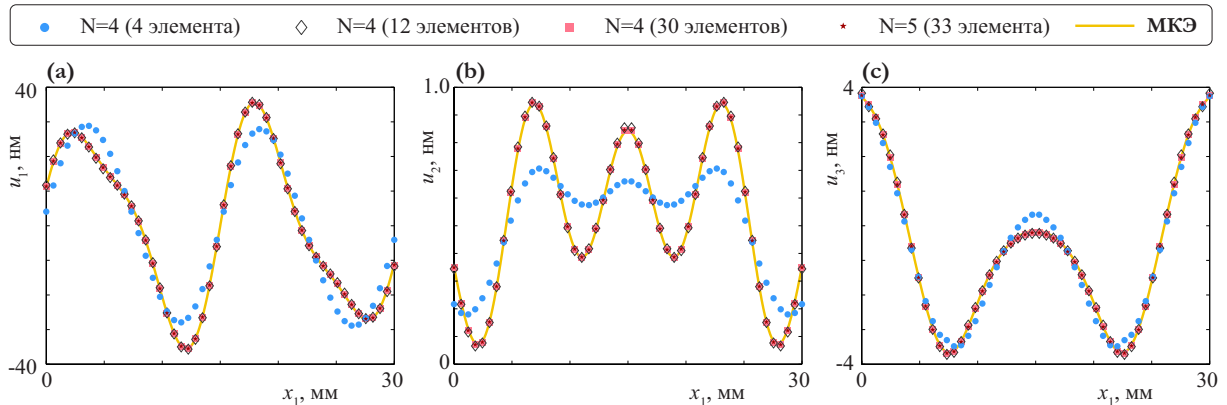 N=4 (4 элемента) N=4 (12 элементов) N=4 (30 элементов) N=5 (33 элемента) МКЭ
(a) (b) (c)
40 1.0 4
u1, нм u2, нм u3, нм
-40 0 -4
0 30 0 30 0 30
x1, мм x1, мм x1, мм